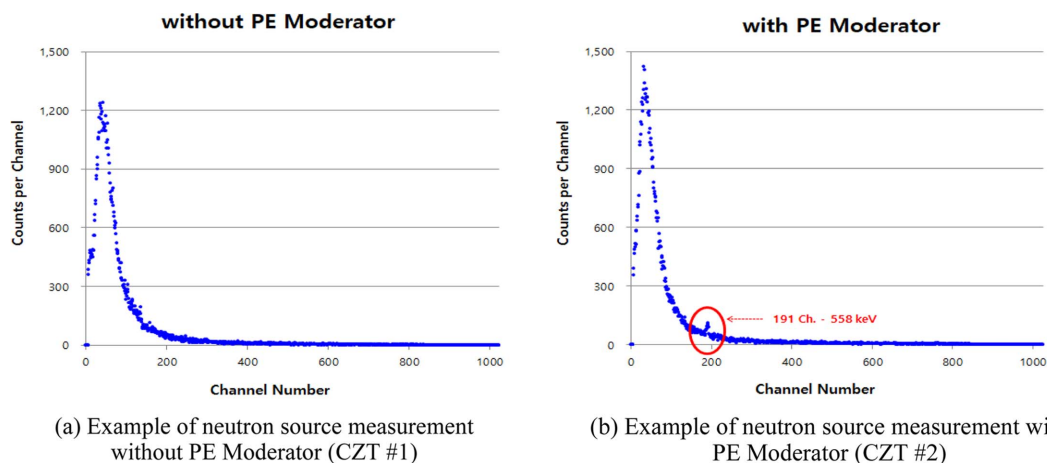 without PE Moderator
Counts per Channel
1,500
1,200
900
600
300
0
0
200
400
600
800
1000
Channel Number
(a) Example of neutron source measurement
without PE Moderator (CZT #1)
with PE Moderator
Counts per Channel
1,500
1,200
900
600
300
0
191 Ch. - 558 keV
0
200
400
600
800
1000
Channel Number
(b) Example of neutron source measurement wi
PE Moderator (CZT #2)